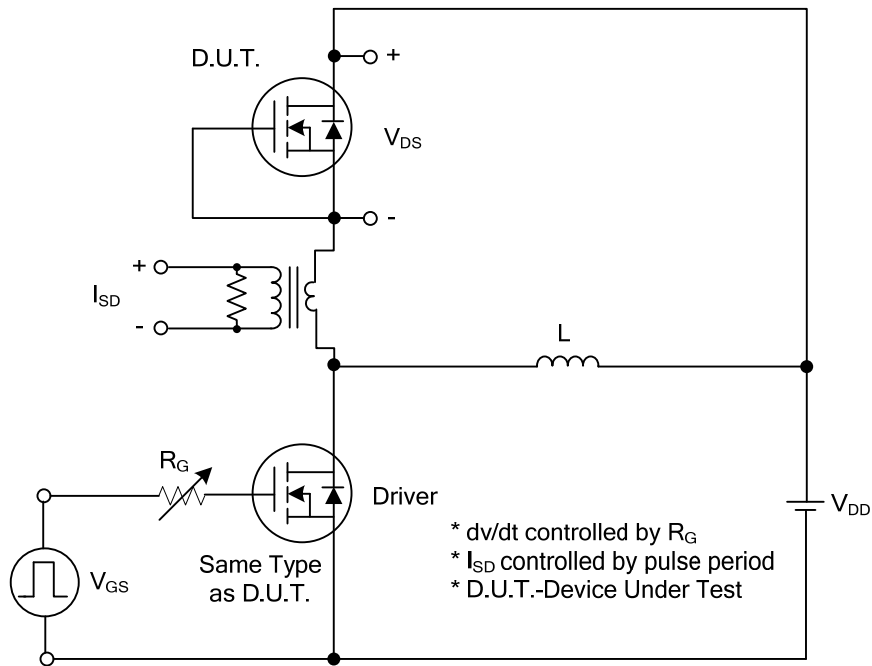 D.U.T.
+
VDS
-
+
ISD
-
L
RG
Driver
VDD
VGS
Same Type
as D.U.T.
* dv/dt controlled by RG
* ISD controlled by pulse period
* D.U.T.-Device Under Test